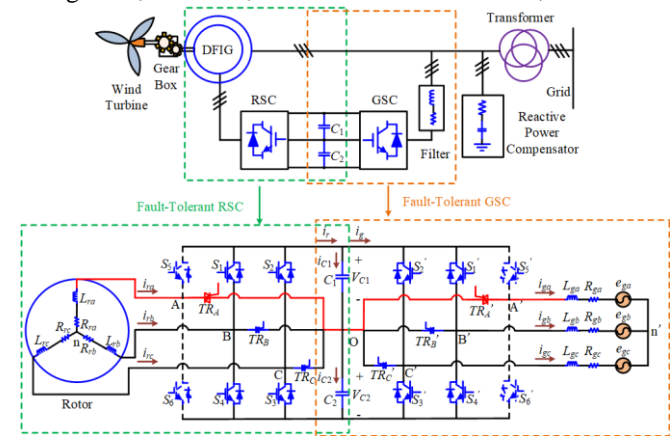 Transformer
DFIG
Wind
Turbine
Gear
Box
RSC
GSC
C1
C2
Filter
Grid
Reactive
Power
Compensator
Fault-Tolerant RSC
Fault-Tolerant GSC
ir
ig
S5
S1
S2
iC1
C1
+
VC1
-
S2'
S1'
S5'
ira
Lra
A
TRA
TRA'
A'
iga
Lga
Rga
ega
Rrc
Rra
irb
Lrc
n
Rrb
Lrb
B
TRB
O
TRB'
B'
igb
Lgb
Rgb
egb
n'
irc
C
TRC
TRC'
C'
igc
Lgc
Rgc
egc
iC2
+
S6
S4
S3
C2
VC2
-
S3'
S4'
S6'
Rotor